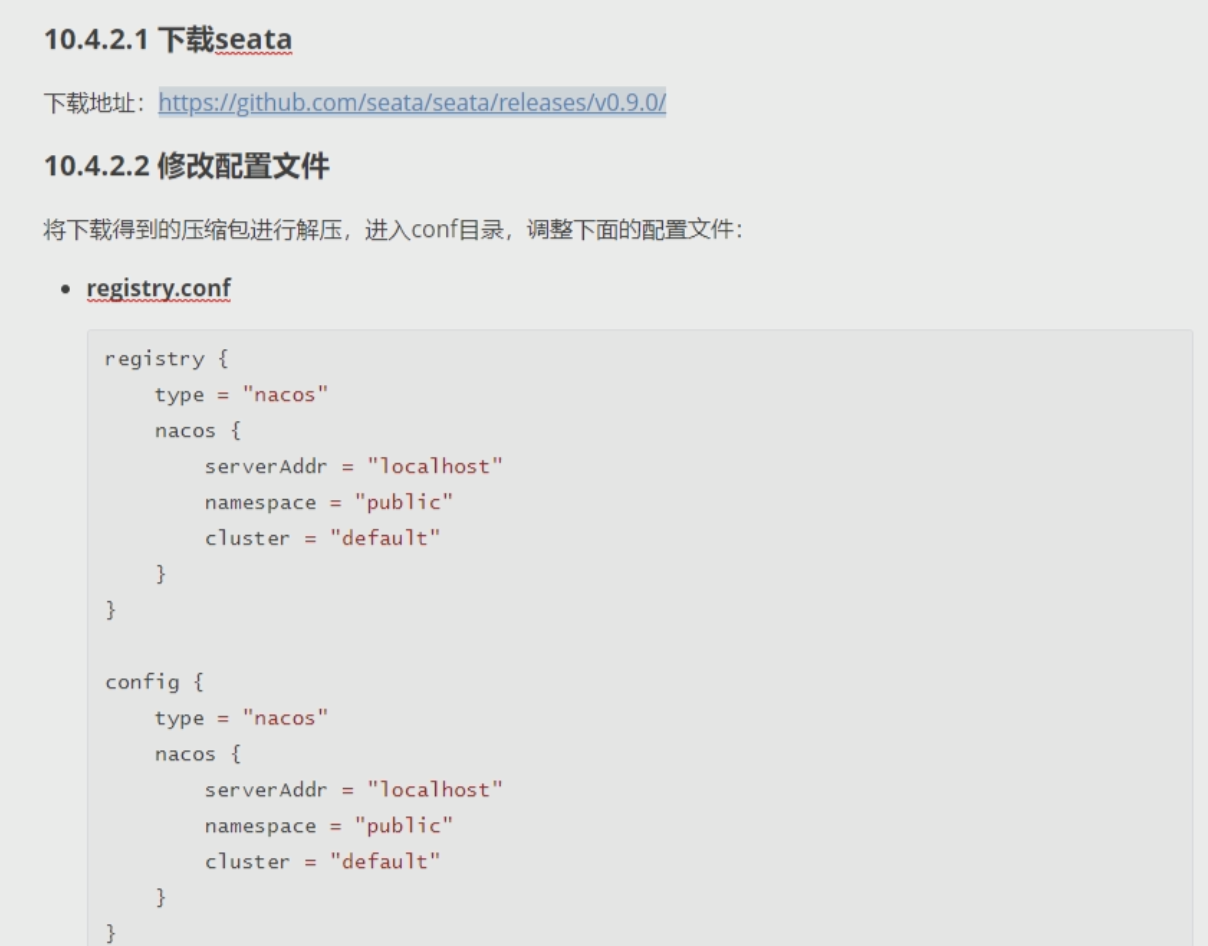 10.4.2.1 下载seata
下载地址：https://github.com/seata/seata/releases/v0.9.0/
10.4.2.2 修改配置文件
将下载得到的压缩包进行解压，进入conf目录，调整下面的配置文件：
• registry.conf
registry {
    type = "nacos"
    nacos {
        serverAddr = "localhost"
        namespace = "public"
        cluster = "default"
    }
}

config {
    type = "nacos"
    nacos {
        serverAddr = "localhost"
        namespace = "public"
        cluster = "default"
    }
}